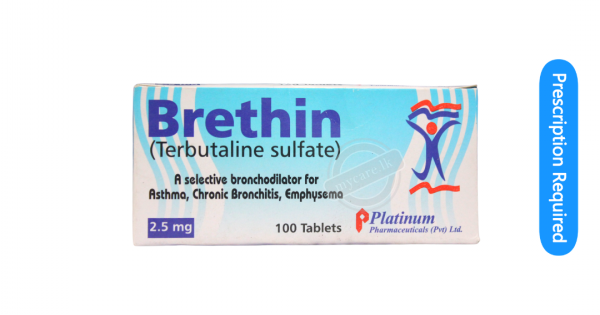 Brethin
(Terbutaline sulfate)
A selective bronchodilator for
Asthma, Chronic Bronchitis, Emphysema
2.5 mg
100 Tablets
Platinum
Pharmaceuticals (Pvt) Ltd.
Prescription Required